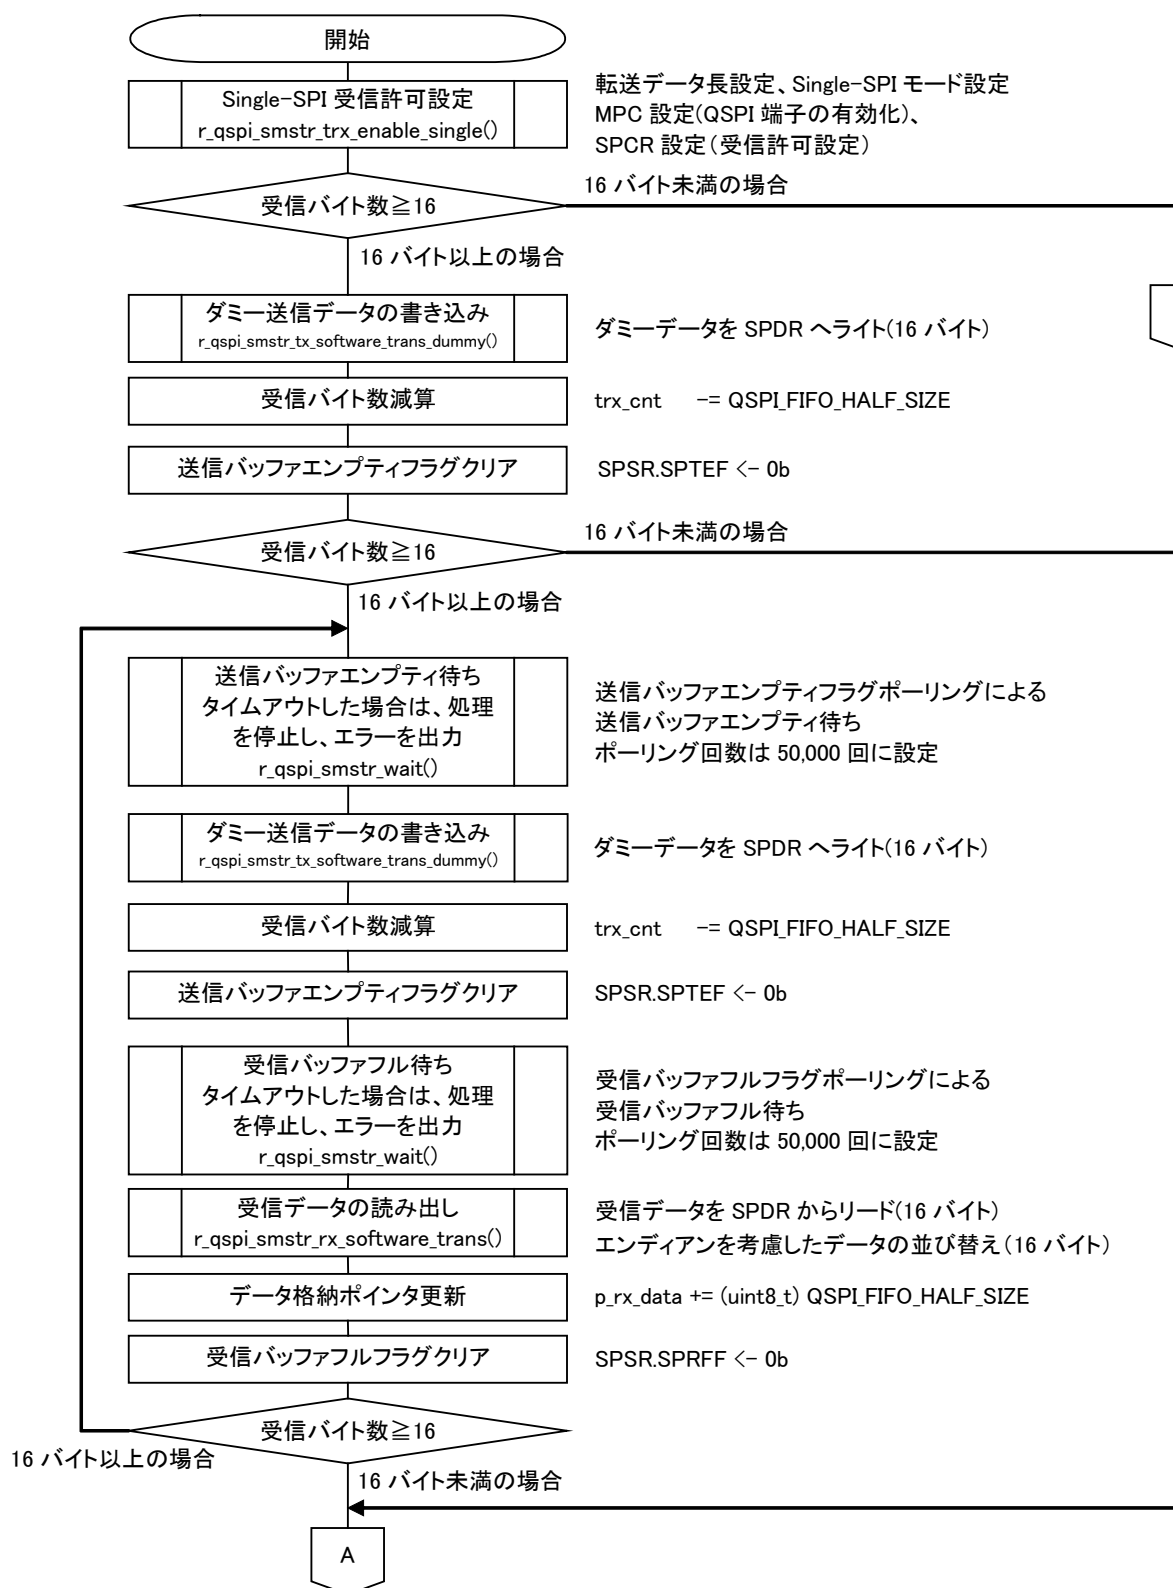 開始
Single-SPI 受信許可設定
r_qspi_smstr_trx_enable_single()
転送データ長設定、Single-SPI モード設定
MPC 設定(QSPI 端子の有効化)、
SPCR 設定(受信許可設定)
受信バイト数≧16
16 バイト未満の場合
16 バイト以上の場合
ダミー送信データの書き込み
r_qspi_smstr_tx_software_trans_dummy()
ダミーデータを SPDR へライト(16 バイト)
受信バイト数減算
trx_cnt -= QSPI_FIFO_HALF_SIZE
送信バッファエンプティフラグクリア
SPSR.SPTEF <- 0b
受信バイト数≧16
16 バイト未満の場合
16 バイト以上の場合
送信バッファエンプティ待ち
タイムアウトした場合は、処理
を停止し、エラーを出力
r_qspi_smstr_wait()
送信バッファエンプティフラグポーリングによる
送信バッファエンプティ待ち
ポーリング回数は 50,000 回に設定
ダミー送信データの書き込み
r_qspi_smstr_tx_software_trans_dummy()
ダミーデータを SPDR へライト(16 バイト)
受信バイト数減算
trx_cnt -= QSPI_FIFO_HALF_SIZE
送信バッファエンプティフラグクリア
SPSR.SPTEF <- 0b
受信バッファフル待ち
タイムアウトした場合は、処理
を停止し、エラーを出力
r_qspi_smstr_wait()
受信バッファフルフラグポーリングによる
受信バッファフル待ち
ポーリング回数は 50,000 回に設定
受信データの読み出し
r_qspi_smstr_rx_software_trans()
受信データを SPDR からリード(16 バイト)
エンディアンを考慮したデータの並び替え(16 バイト)
データ格納ポインタ更新
p_rx_data += (uint8_t) QSPI_FIFO_HALF_SIZE
受信バッファフルフラグクリア
SPSR.SPRFF <- 0b
受信バイト数≧16
16 バイト以上の場合
16 バイト未満の場合
A